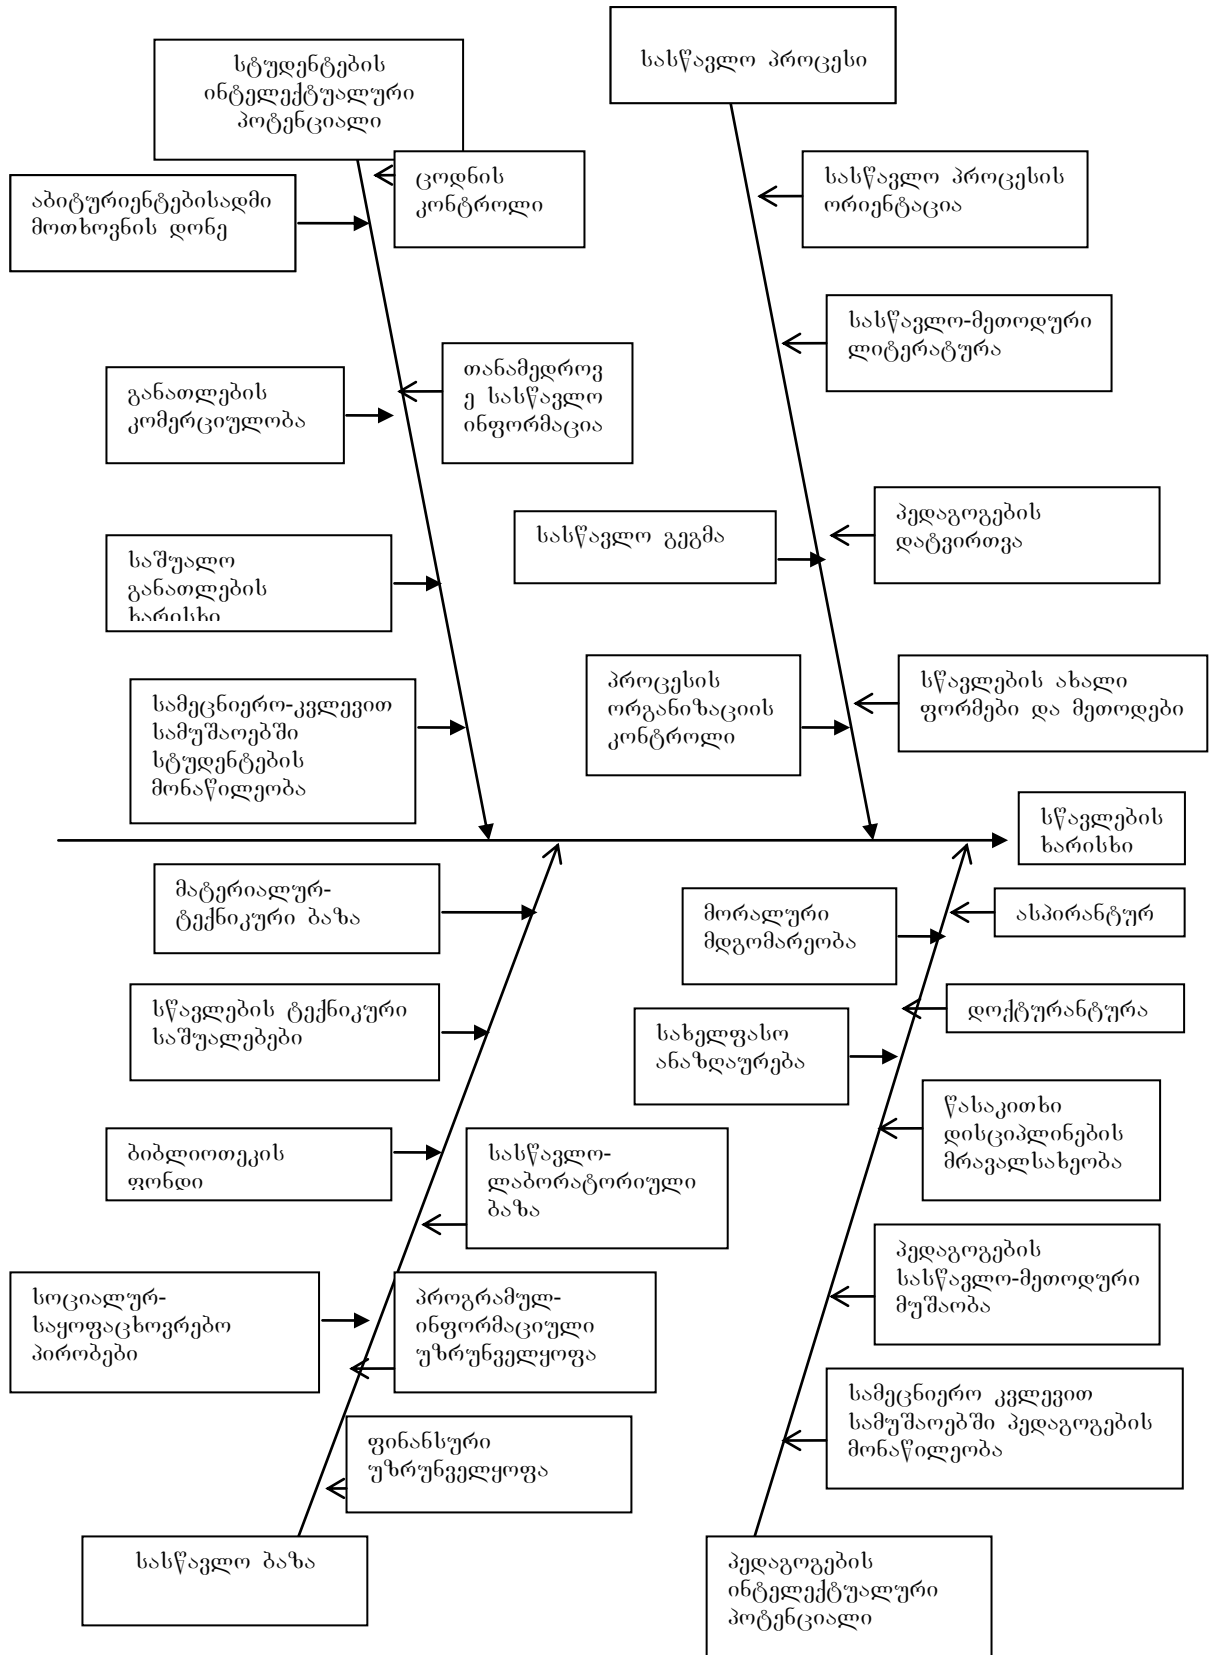 სტუდენტების
ინტელექტუალური
პოტენციალი
სასწავლო პროცესი
ცოდნის
კონტროლი
აბიტურიენტებისადმი
მოთხოვნის დონე
სასწავლო პროცესის
ორიენტაცია
სასწავლო-მეთოდური
ლიტერატურა
თანამედროვ
ე სასწავლო
ინფორმაცია
განათლების
კომერციულობა
პედაგოგების
დატვირთვა
სასწავლო გეგმა
საშუალო
განათლების
ხარისხი
პროცესის
ორგანიზაციის
კონტროლი
სწავლების ახალი
ფორმები და მეთოდები
სამეცნიერო-კვლევით
სამუშაოებში
სტუდენტების
მონაწილეობა
სწავლების
ხარისხი
მატერიალურ-
ტექნიკური ბაზა
მორალური
მდგომარეობა
ასპირანტურ
სწავლების ტექნიკური
საშუალებები
დოქტურანტურა
სახელფასო
ანაზღაურება
წასაკითხი
დისციპლინების
მრავალსახეობა
ბიბლიოთეკის
ფონდი
სასწავლო-
ლაბორატორიული
ბაზა
პედაგოგების
სასწავლო-მეთოდური
მუშაობა
სოციალურ-
საყოფაცხოვრებო
პირობები
პროგრამულ-
ინფორმაციული
უზრუნველყოფა
სამეცნიერო კვლევით
სამუშაოებში პედაგოგების
მონაწილეობა
ფინანსური
უზრუნველყოფა
სასწავლო ბაზა
პედაგოგების
ინტელექტუალური
პოტენციალი